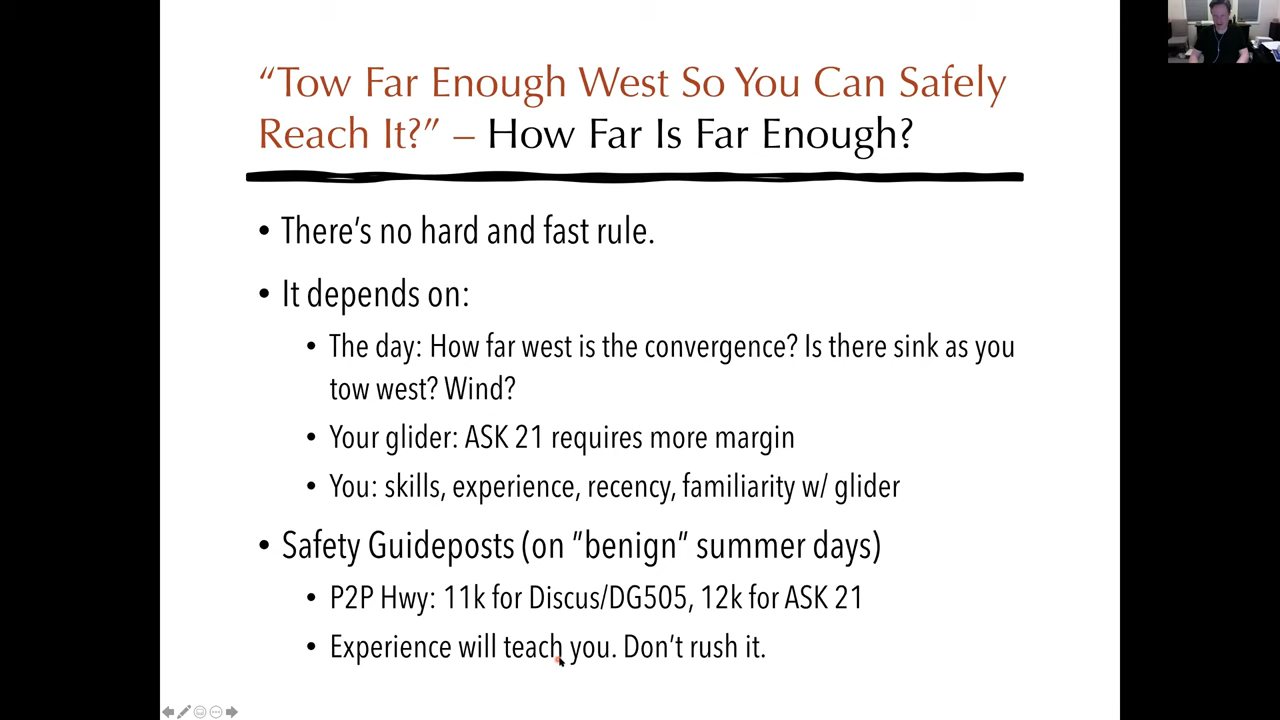 “Tow Far Enough West So You Can Safely
Reach It?” – How Far Is Far Enough?
• There’s no hard and fast rule.
• It depends on:
• The day: How far west is the convergence? Is there sink as you
tow west? Wind?
• Your glider: ASK 21 requires more margin
• You: skills, experience, recency, familiarity w/ glider
• Safety Guideposts (on ”benign“ summer days)
• P2P Hwy: 11k for Discus/DG505, 12k for ASK 21
• Experience will teach you. Don’t rush it.